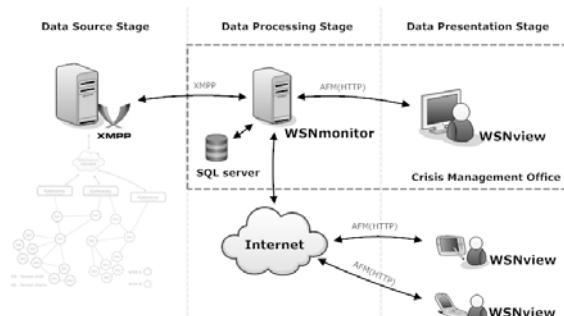 Data Source Stage
Data Processing Stage
Data Presentation Stage
XMPP
AFM(HTTP)
XMPP
WSNmonitor
WSNview
SQL server
Crisis Management Office
Internet
AFM(HTTP)
WSNview
AFM(HTTP)
WSNview